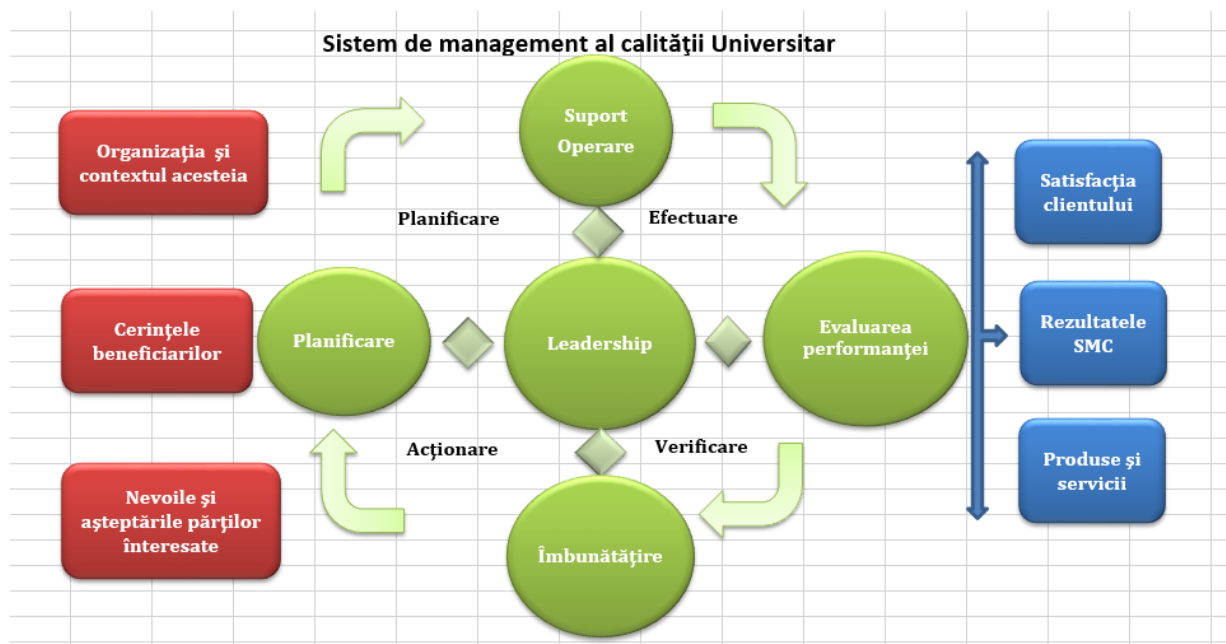 Sistem de management al calităţii Universitar
Suport
Operare
Organizaţia şi
contextul acesteia
Satisfacţia
clientului
Planificare
Efectuare
Cerinţele
beneficiarilor
Planificare
Leadership
Evaluarea
performanţei
Rezultatele
SMC
Acţionare
Verificare
Nevoile şi
aşteptările părţilor
înteresate
Îmbunătăţire
Produse şi
servicii